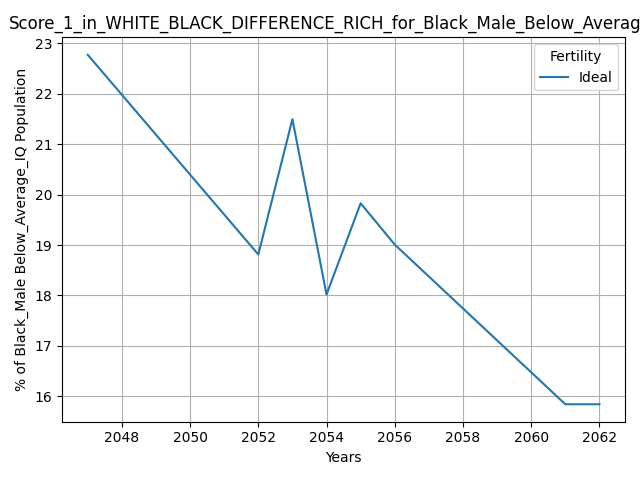 Score_1_in_WHITE_BLACK_DIFFERENCE_RICH_for_Black_Male_Below_Averag
23
22
21
20
19
18
17
16
% of Black_Male Below_Average_IQ Population
Fertility
Ideal
2048 2050 2052 2054 2056 2058 2060 2062
Years